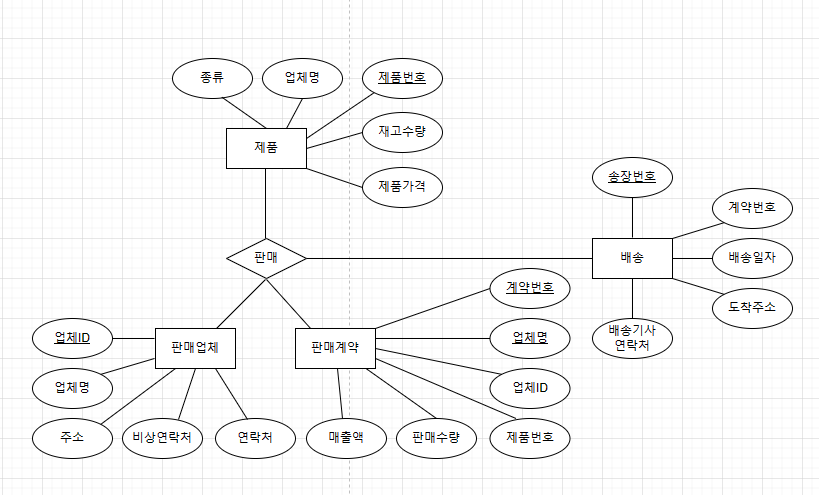 종류
업체명
제품번호
제품
재고수량
제품가격
송장번호
계약번호
판매
배송
배송일자
도착주소
배송기사
연락처
계약번호
업체ID
판매업체
판매계약
업체명
업체명
업체ID
주소
비상연락처
연락처
매출액
판매수량
제품번호